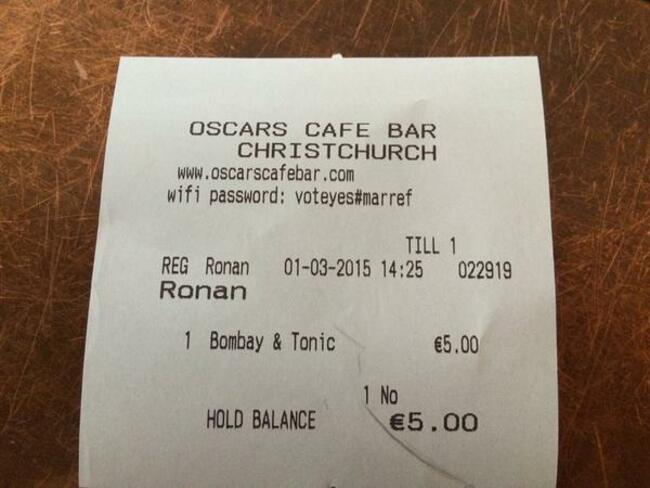 OSCARS CAFE BAR
CHRISTCHURCH
www.oscarscafebar.com
wifi password: voteyes#marref
TILL 1
REG Ronan 01-03-2015 14:25 022919
Ronan
1 Bombay & Tonic €5.00
1 No
HOLD BALANCE €5.00